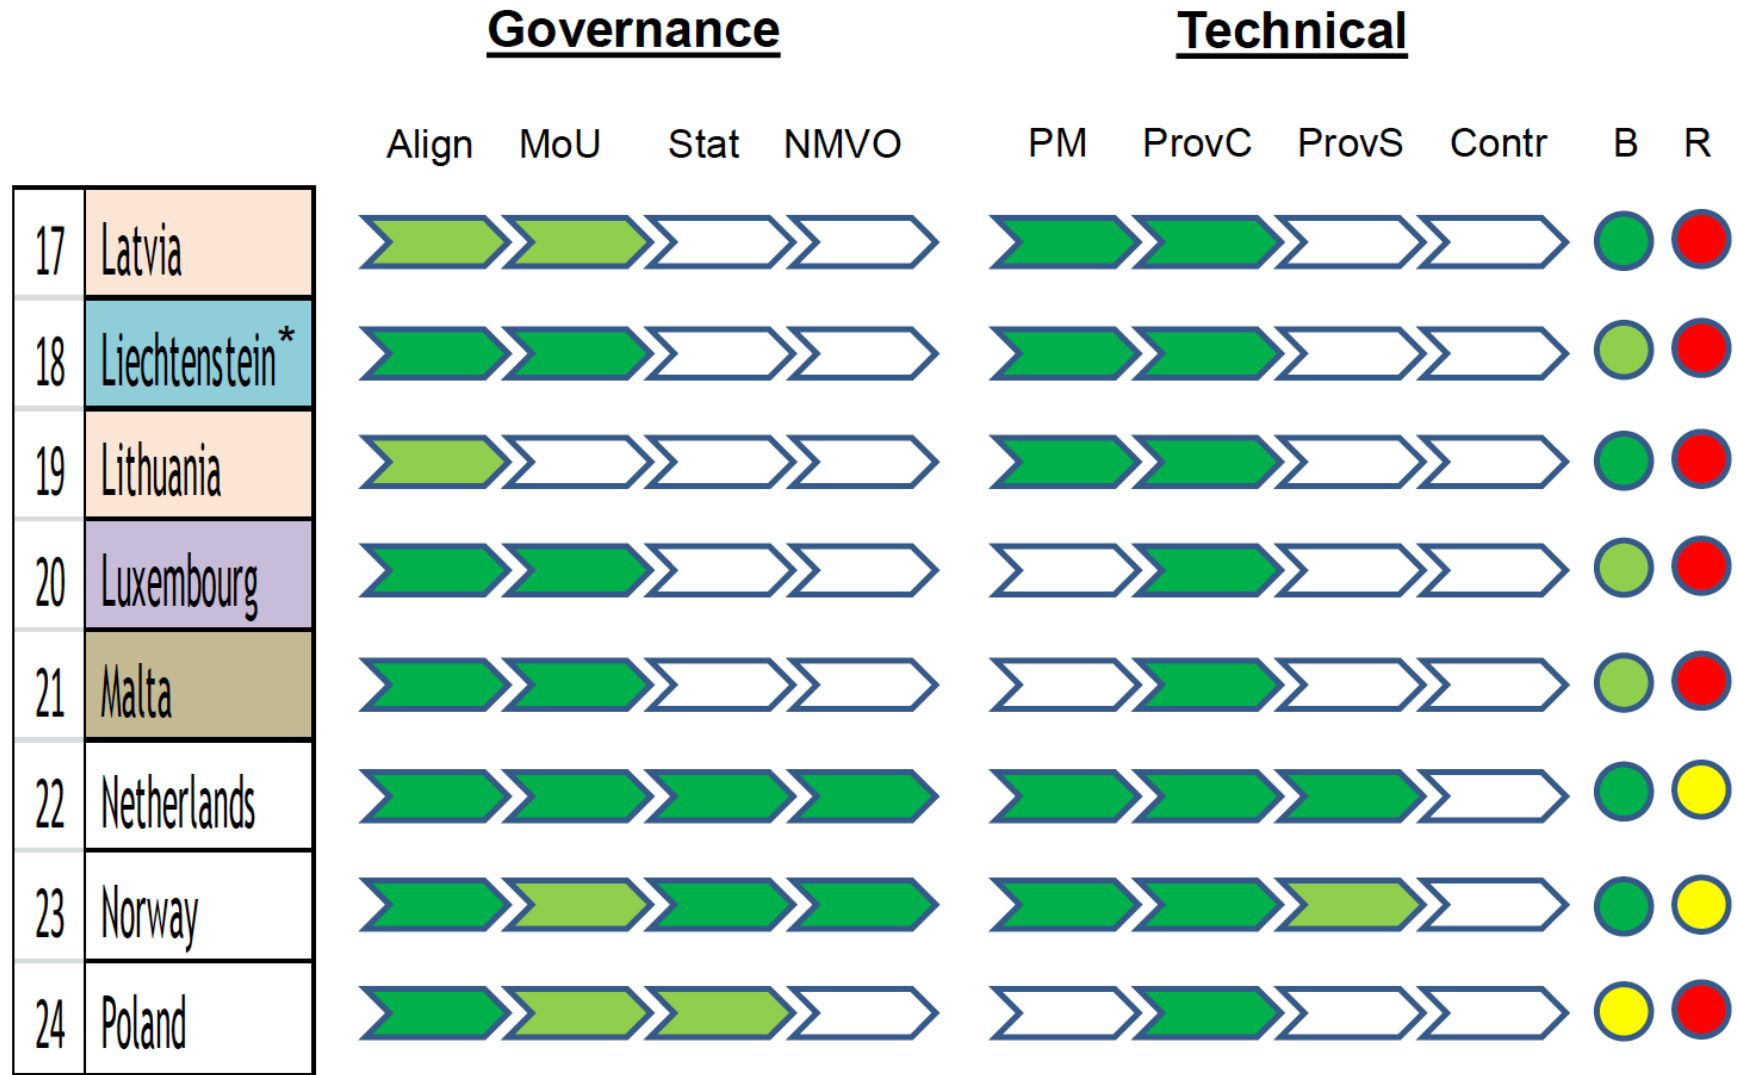 Governance Technical
Align MoU Stat NMVO PM ProvC ProvS Contr B R
17 Latvia
18 Liechtenstein*
19 Lithuania
20 Luxembourg
21 Malta
22 Netherlands
23 Norway
24 Poland